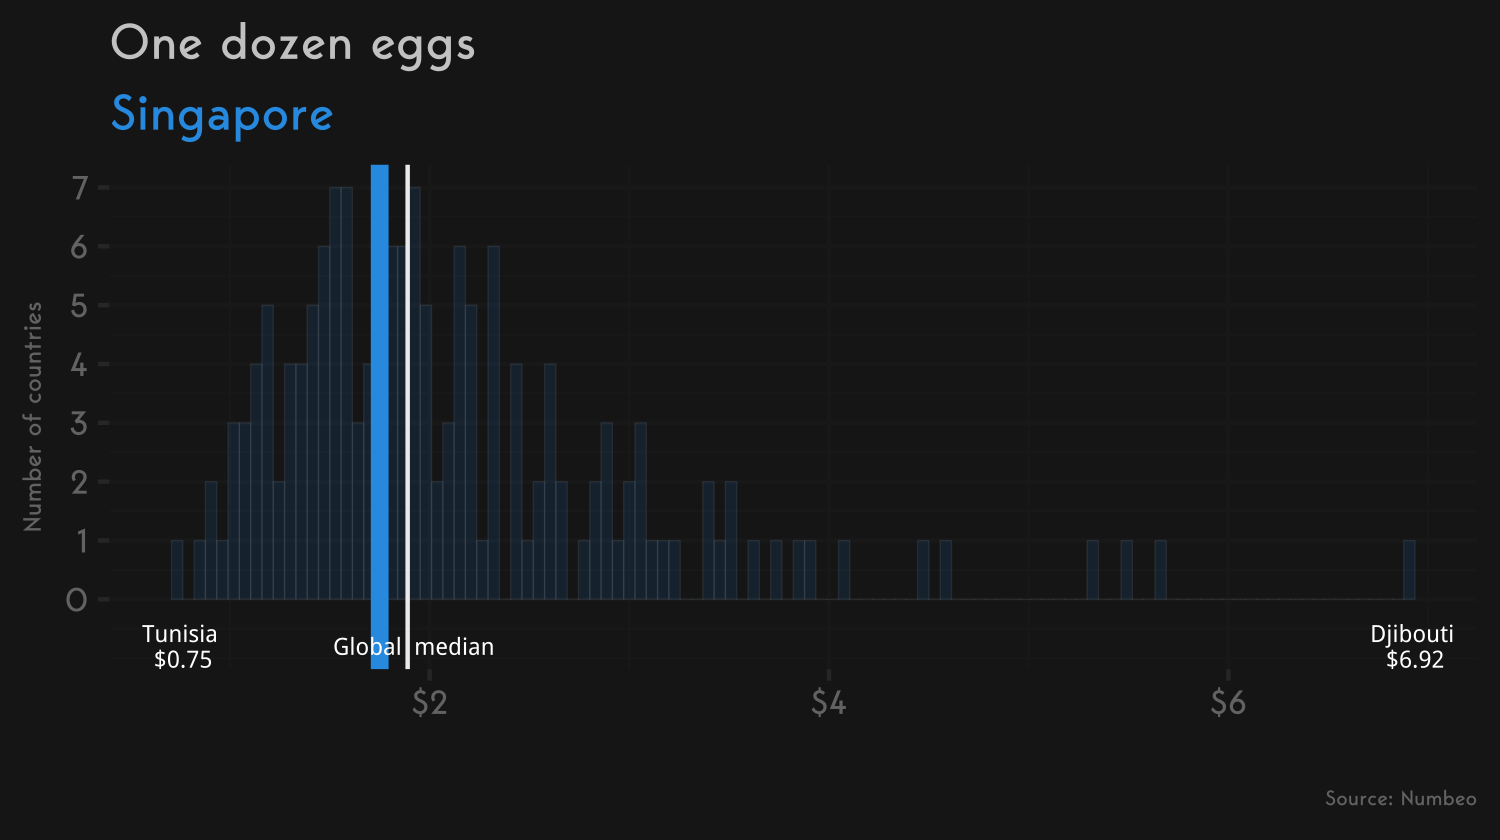 One dozen eggs
Singapore
Number of countries
7
6
5
4
3
2
1
0
Tunisia
$0.75
Global median
Djibouti
$6.92
$2
$4
$6
Source: Numbeo